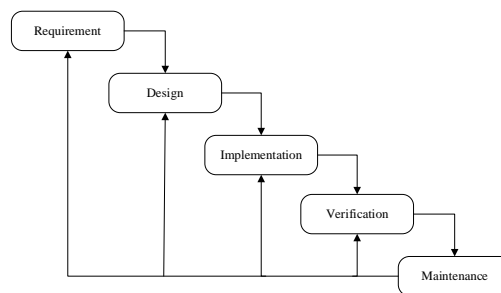 Requirement
Design
Implementation
Verification
Maintenance